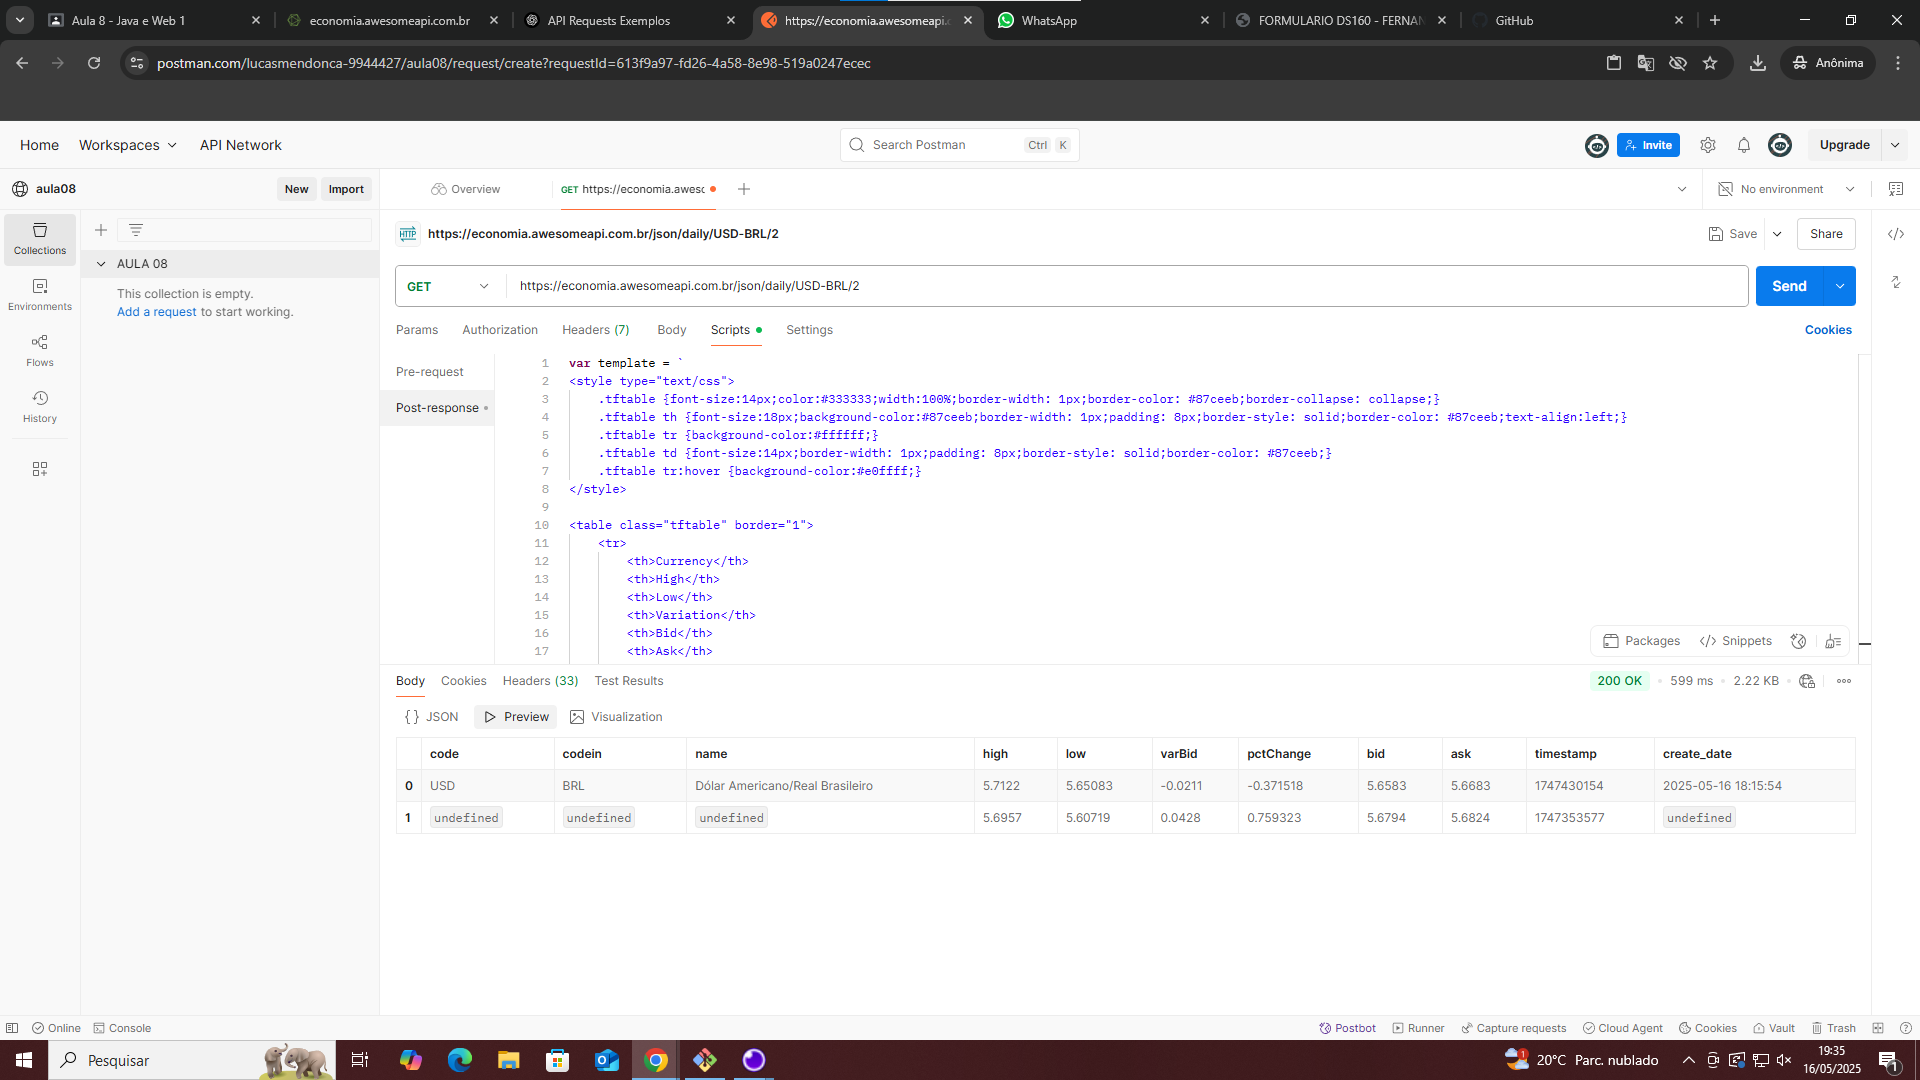 Aula 8 - Java e Web 1
economia.awesomeapi.com.br
API Requests Exemplos
https://economia.awesomeapi.c
WhatsApp
FORMULARIO DS160 - FERNAN
GitHub
postman.com/lucasmendonca-9944427/aula08/request/create?requestId=613f9a97-fd26-4a58-8e98-519a0247ecec
Anônima
Home
Workspaces
API Network
Search Postman
Ctrl
K
Invite
Upgrade
aula08
New
Import
Overview
GET https://economia.awesc
No environment
Collections
Environments
Flows
History
AULA 08
This collection is empty.
Add a request to start working.
HTTP
https://economia.awesomeapi.com.br/json/daily/USD-BRL/2
Save
Share
GET
https://economia.awesomeapi.com.br/json/daily/USD-BRL/2
Send
Params
Authorization
Headers (7)
Body
Scripts
Settings
Cookies
Pre-request
Post-response
1 var template = `
2 <style type="text/css">
3 .tftable {font-size:14px;color:#333333;width:100%;border-width: 1px;border-color: #87ceeb;border-collapse: collapse;}
4 .tftable th {font-size:18px;background-color:#87ceeb;border-width: 1px;padding: 8px;border-style: solid;border-color: #87ceeb;text-align:left;}
5 .tftable tr {background-color:#ffffff;}
6 .tftable td {font-size:14px;border-width: 1px;padding: 8px;border-style: solid;border-color: #87ceeb;}
7 .tftable tr:hover {background-color:#e0ffff;}
8 </style>
9
10 <table class="tftable" border="1">
11 <tr>
12 <th>Currency</th>
13 <th>High</th>
14 <th>Low</th>
15 <th>Variation</th>
16 <th>Bid</th>
17 <th>Ask</th>
Packages
</> Snippets
Body
Cookies
Headers (33)
Test Results
200 OK
599 ms
2.22 KB
{} JSON
Preview
Visualization
code codein name high low varBid pctChange bid ask timestamp create_date
0 USD BRL Dólar Americano/Real Brasileiro 5.7122 5.65083 -0.0211 -0.371518 5.6583 5.6683 1747430154 2025-05-16 18:15:54
1 undefined undefined undefined 5.6957 5.60719 0.0428 0.759323 5.6794 5.6824 1747353577 undefined
Online
Console
Postbot
Runner
Capture requests
Cloud Agent
Cookies
Vault
Trash
Pesquisar
1
20°C Parc. nublado
19:35
16/05/2025
1